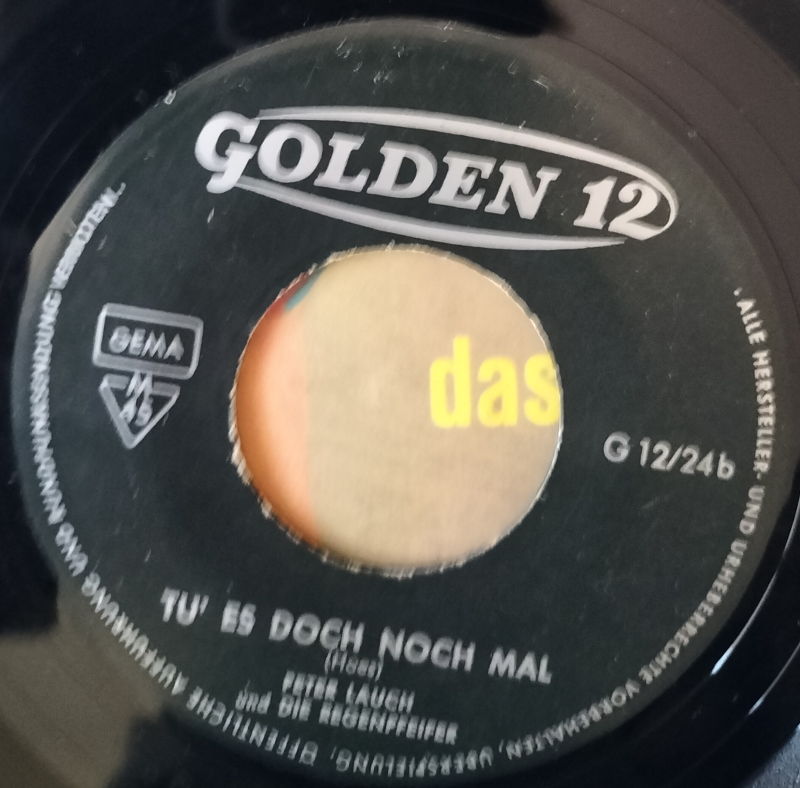 GOLDEN 12
GEMA
M
AS
das
G 12/24b
TU' ES DOCH NOCH MAL
PETER LAUCH
und DIE REGENPFEIFER
. ALLE HERSTELLER- UND URHEBERRECHTE VORBEHALTEN, ÜBERSPIELUNG, ÖFFENTLICHE AUFFÜHRUNG UND RUNDFUNKSENDUNG VERBOTEN.